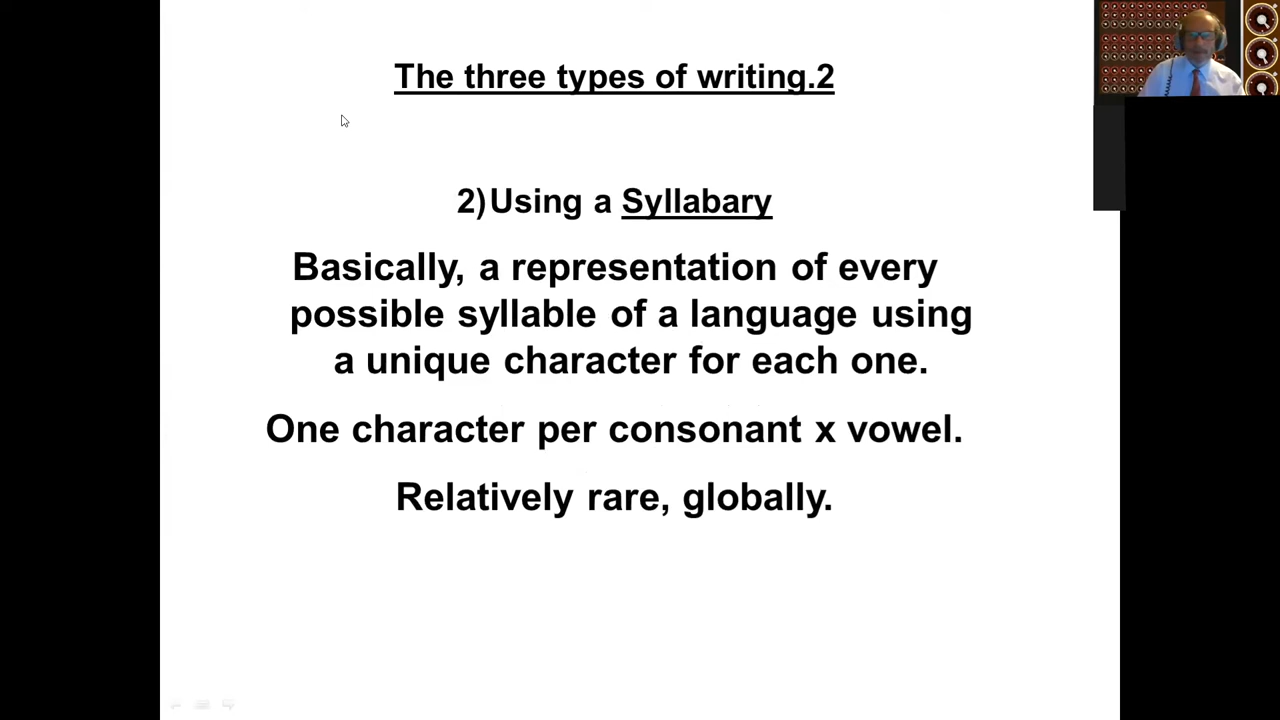 The three types of writing.2
2) Using a Syllabary
Basically, a representation of every
possible syllable of a language using
a unique character for each one.
One character per consonant x vowel.
Relatively rare, globally.